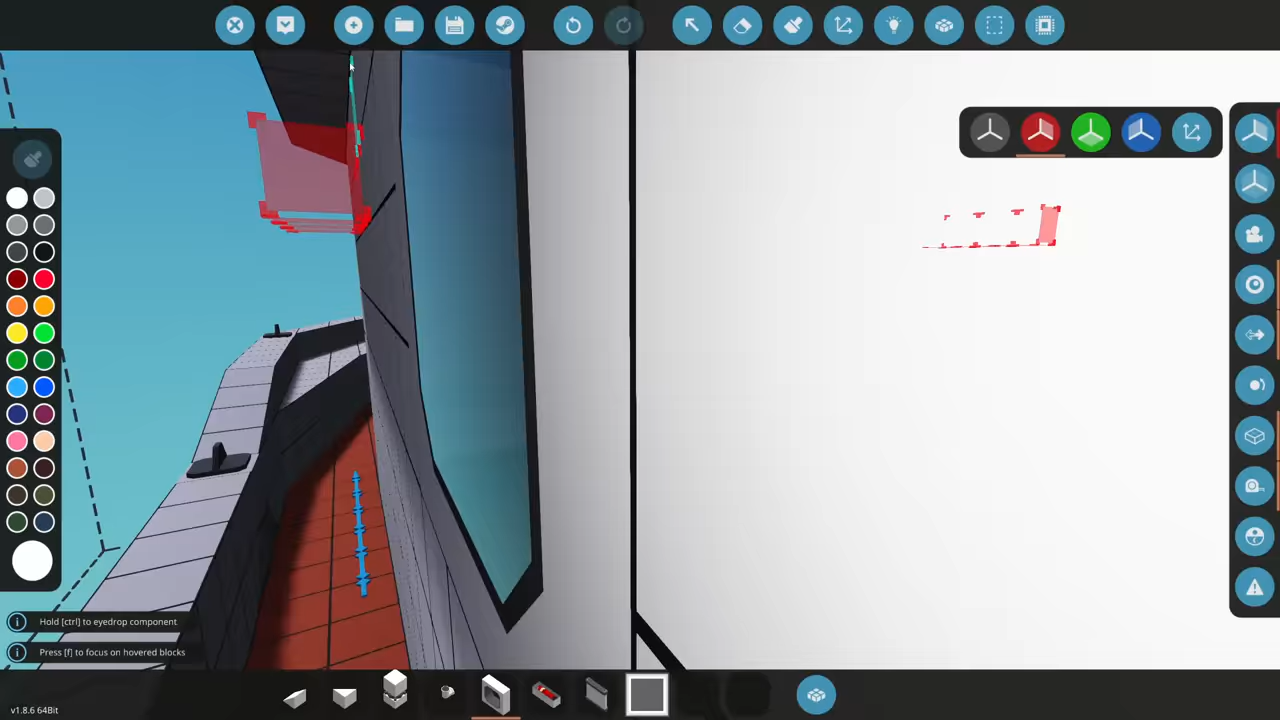 Hold [ctrl] to eyedrop component
Press [f] to focus on hovered blocks
v1.8.6 64Bit